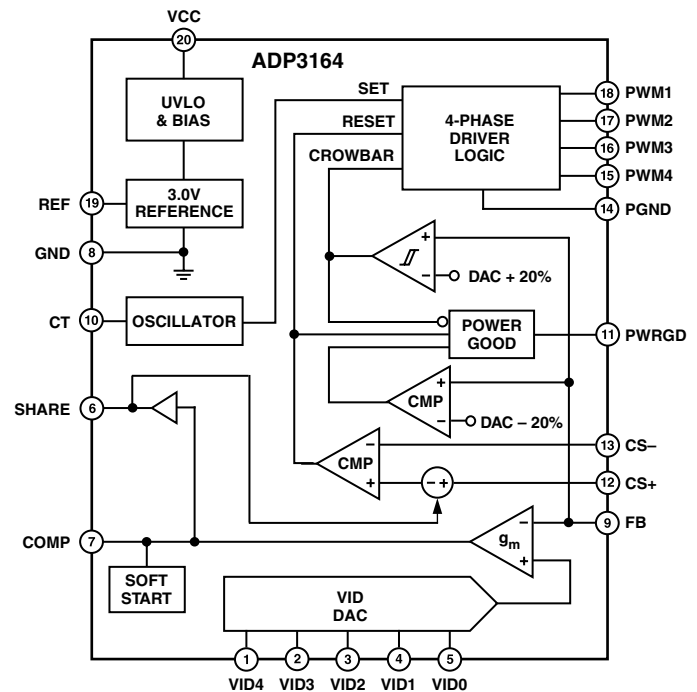 VCC
20
ADP3164
UVLO
& BIAS
SET
RESET
CROWBAR
4-PHASE
DRIVER
LOGIC
18 PWM1
17 PWM2
16 PWM3
15 PWM4
14 PGND
REF 19
3.0V
REFERENCE
GND 8
+
–
DAC + 20%
CT 10
OSCILLATOR
POWER
GOOD
11 PWRGD
SHARE 6
CMP
+
–
DAC – 20%
CMP
–
+
– +
13 CS–
12 CS+
9 FB
COMP 7
gm
–
+
SOFT
START
VID
DAC
1 2 3 4 5
VID4 VID3 VID2 VID1 VID0